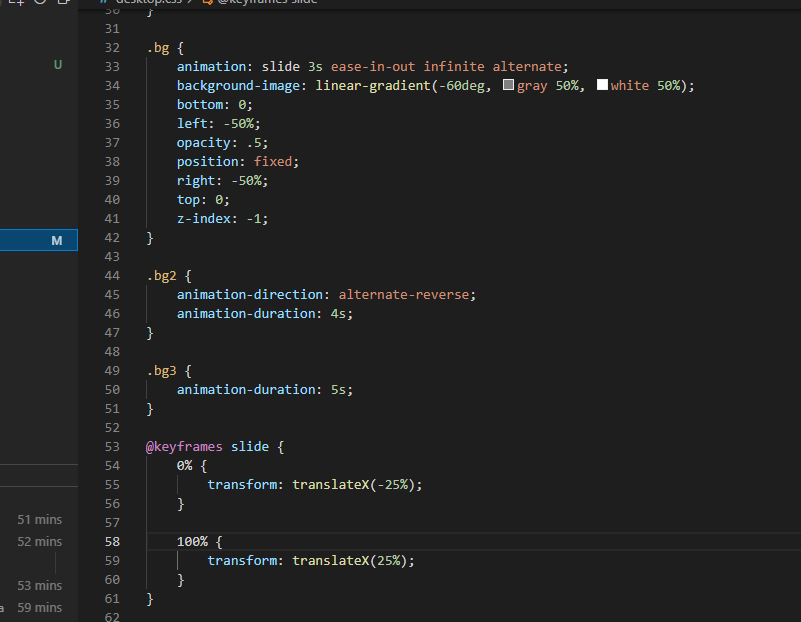 desktop.css > @keyframes slide
30 }
31
32 .bg {
33 animation: slide 3s ease-in-out infinite alternate;
U
34 background-image: linear-gradient(-60deg, gray 50%, white 50%);
35 bottom: 0;
36 left: -50%;
37 opacity: .5;
38 position: fixed;
39 right: -50%;
40 top: 0;
41 z-index: -1;
M
42 }
43
44 .bg2 {
45 animation-direction: alternate-reverse;
46 animation-duration: 4s;
47 }
48
49 .bg3 {
50 animation-duration: 5s;
51 }
52
53 @keyframes slide {
54 0% {
55 transform: translateX(-25%);
56 }
57
58 100% {
59 transform: translateX(25%);
60 }
61 }
62
51 mins
52 mins
53 mins
a 59 mins